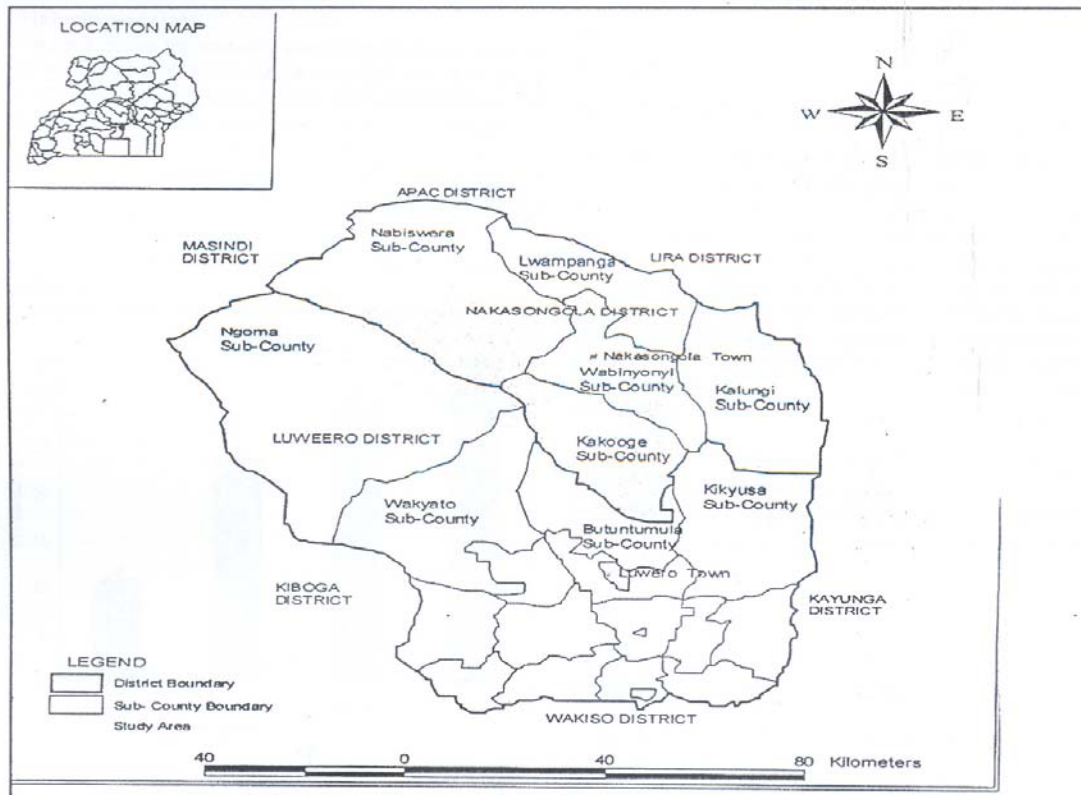 LOCATION MAP
N
W
E
S
APAC DISTRICT
Nabiswera
Sub-County
MASINDI
DISTRICT
Lwampanga
Sub-County
LIRA DISTRICT
NAKASONGOLA DISTRICT
Ngoma
Sub-County
Nakasongola Town
Wabinyonyi
Sub-County
Kalungi
Sub-County
LUWEERO DISTRICT
Kakooge
Sub-County
Wakyato
Sub-County
Kikyusa
Sub-County
Butuntumula
Sub-County
Luwero Town
KIBOGA
DISTRICT
KAYUNGA
DISTRICT
LEGEND
District Boundary
Sub- County Boundary
Study Area
WAKISO DISTRICT
40
0
40
80
Kilometers